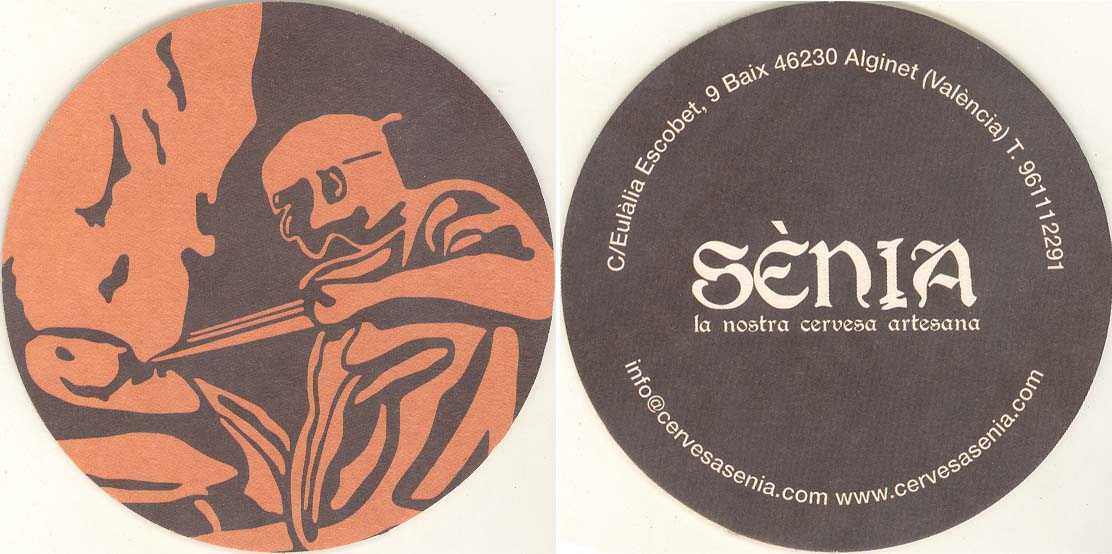 C/Eulàlia Escobet, 9 Baix 46230 Alginet (València) T. 961112291
SÈNIA
la nostra cervesa artesana
info@cervesasenia.com www.cervesasenia.com